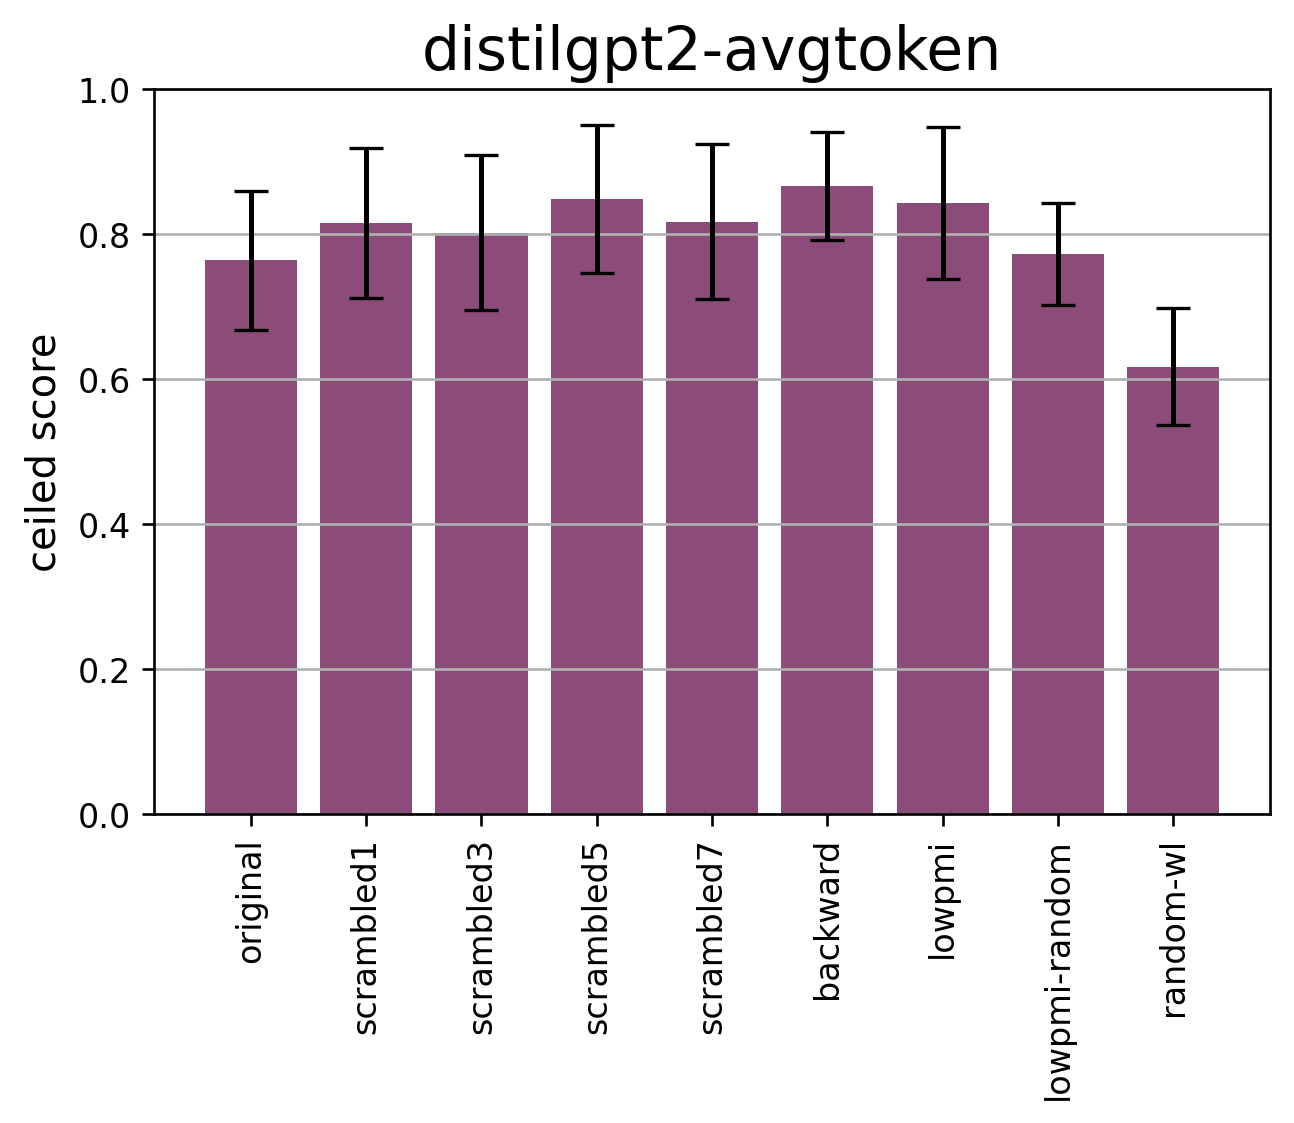 distilgpt2-avgtoken
1.0
0.8
0.6
0.4
0.2
0.0
ceiled score
original
scrambled1
scrambled3
scrambled5
scrambled7
backward
lowpmi
lowpmi-random
random-wl